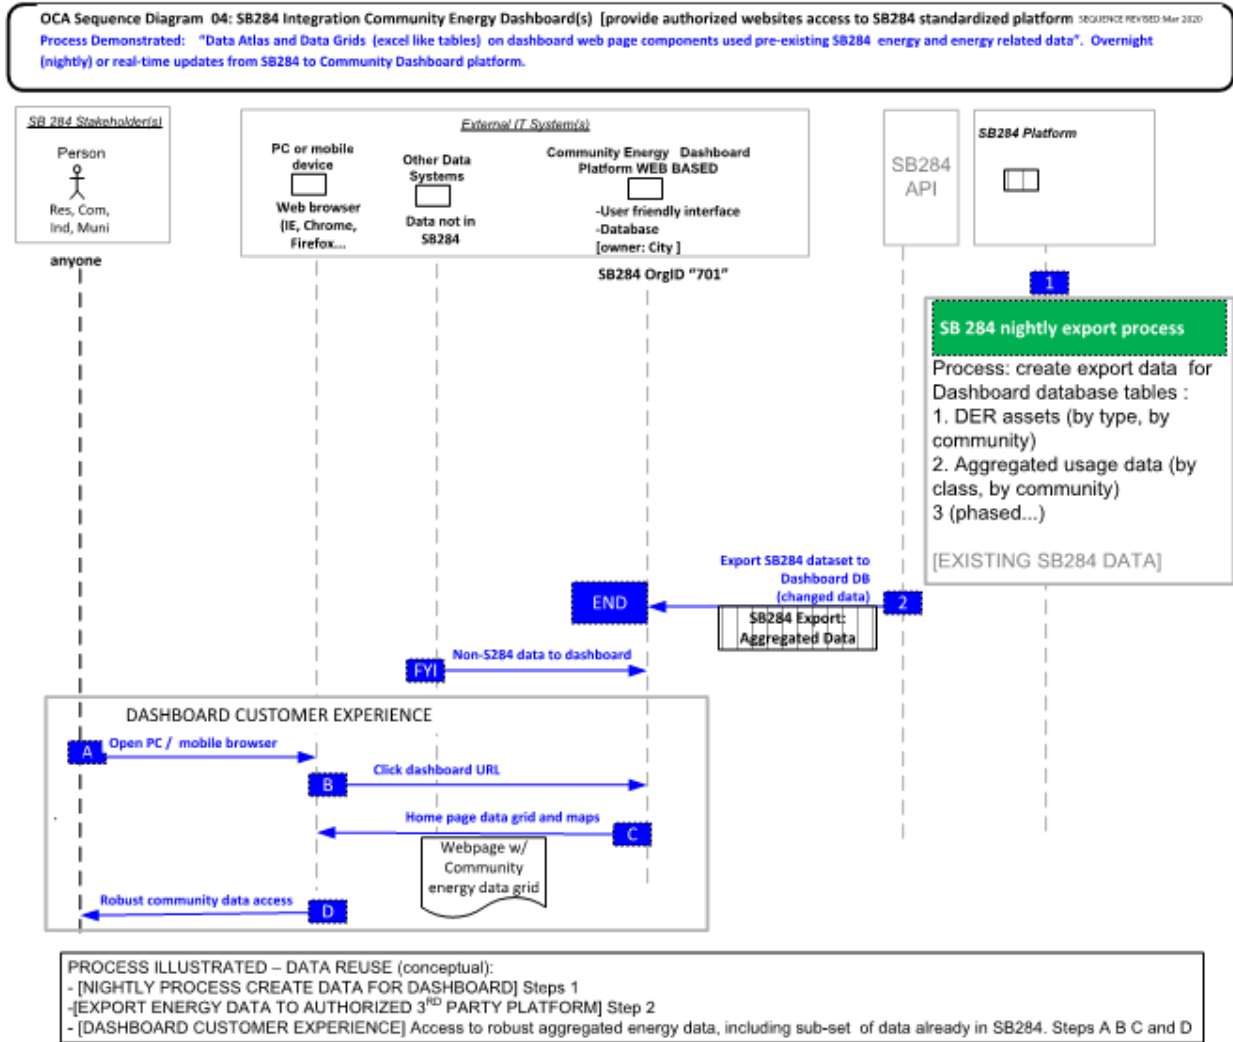 OCA Sequence Diagram 04: SB284 Integration Community Energy Dashboard(s) [provide authorized websites access to SB284 standardized platform SEQUENCE REVISED: Mar 2020
Process Demonstrated: "Data Atlas and Data Grids (excel like tables) on dashboard web page components used pre-existing SB284 energy and energy related data". Overnight
(nightly) or real-time updates from SB284 to Community Dashboard platform.
SB 284 Stakeholder(s)
Person
Res, Com,
Ind, Muni
anyone
External IT System(s)
PC or mobile
device
Web browser
(IE, Chrome,
Firefox...
Other Data
Systems
Data not in
SB284
Community Energy Dashboard
Platform WEB BASED
-User friendly interface
-Database
[owner: City ]
SB284 OrgID "701"
SB284
API
SB284 Platform
1
SB 284 nightly export process
Process: create export data for
Dashboard database tables :
1. DER assets (by type, by
community)
2. Aggregated usage data (by
class, by community)
3 (phased...)
[EXISTING SB284 DATA]
Export SB284 dataset to
Dashboard DB
(changed data)
END
2
SB284 Export:
Aggregated Data
FYI
Non-S284 data to dashboard
DASHBOARD CUSTOMER EXPERIENCE
A
Open PC / mobile browser
B
Click dashboard URL
Home page data grid and maps
C
Webpage w/
Community
energy data grid
Robust community data access
D
PROCESS ILLUSTRATED – DATA REUSE (conceptual):
- [NIGHTLY PROCESS CREATE DATA FOR DASHBOARD] Steps 1
-[EXPORT ENERGY DATA TO AUTHORIZED 3RD PARTY PLATFORM] Step 2
- [DASHBOARD CUSTOMER EXPERIENCE] Access to robust aggregated energy data, including sub-set of data already in SB284. Steps A B C and D